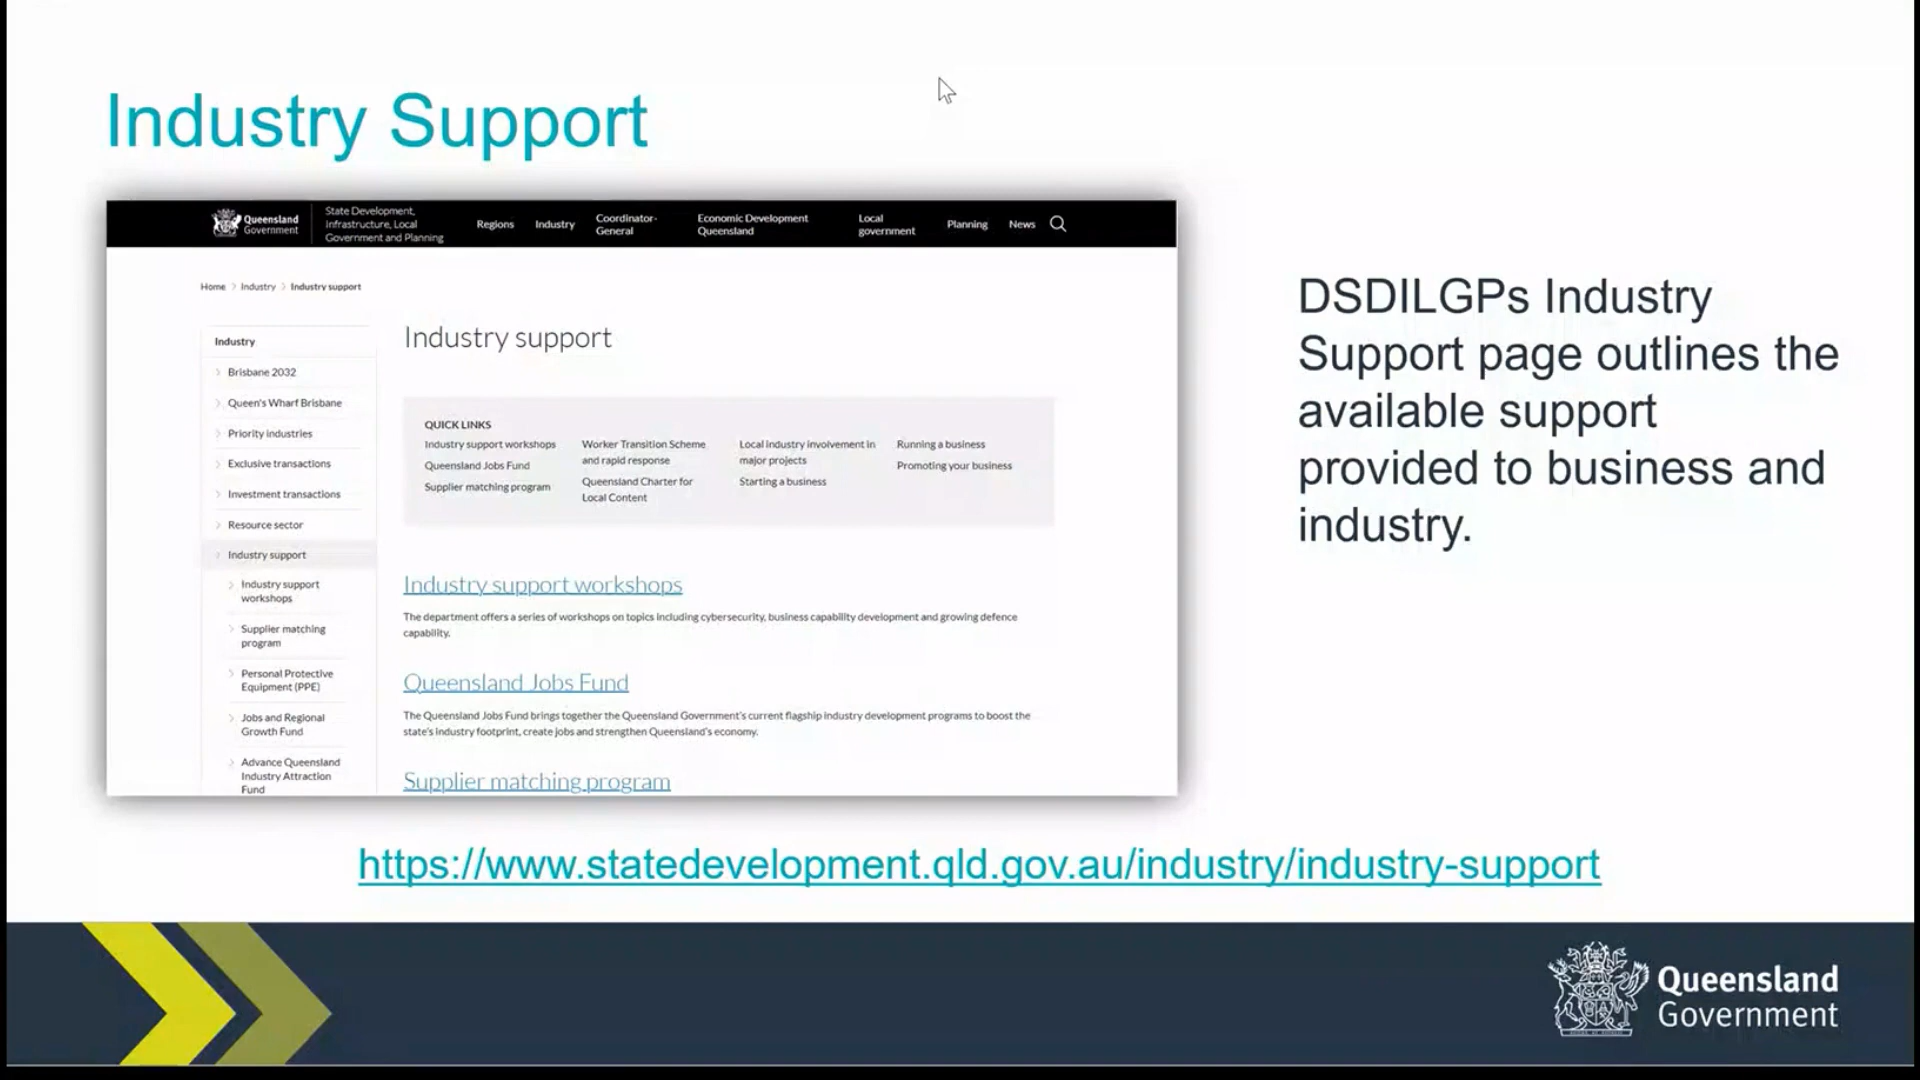 Industry Support
Queensland
Government
State Development,
Infrastructure, Local
Government and Planning
Regions
Industry
Coordinator-
General
Economic Development
Queensland
Local
government
Planning
News
Home > Industry > Industry support
Industry
Brisbane 2032
Queen's Wharf Brisbane
Priority industries
Exclusive transactions
Investment transactions
Resource sector
Industry support
Industry support
workshops
Supplier matching
program
Personal Protective
Equipment (PPE)
Jobs and Regional
Growth Fund
Advance Queensland
Industry Attraction
Fund
Industry support
QUICK LINKS
Industry support workshops
Queensland Jobs Fund
Supplier matching program
Worker Transition Scheme
and rapid response
Queensland Charter for
Local Content
Local industry involvement in
major projects
Starting a business
Running a business
Promoting your business
Industry support workshops
The department offers a series of workshops on topics including cybersecurity, business capability development and growing defence
capability.
Queensland Jobs Fund
The Queensland Jobs Fund brings together the Queensland Government's current flagship industry development programs to boost the
state's industry footprint, create jobs and strengthen Queensland's economy.
Supplier matching program
DSDILGPs Industry
Support page outlines the
available support
provided to business and
industry.
https://www.statedevelopment.qld.gov.au/industry/industry-support
Queensland
Government